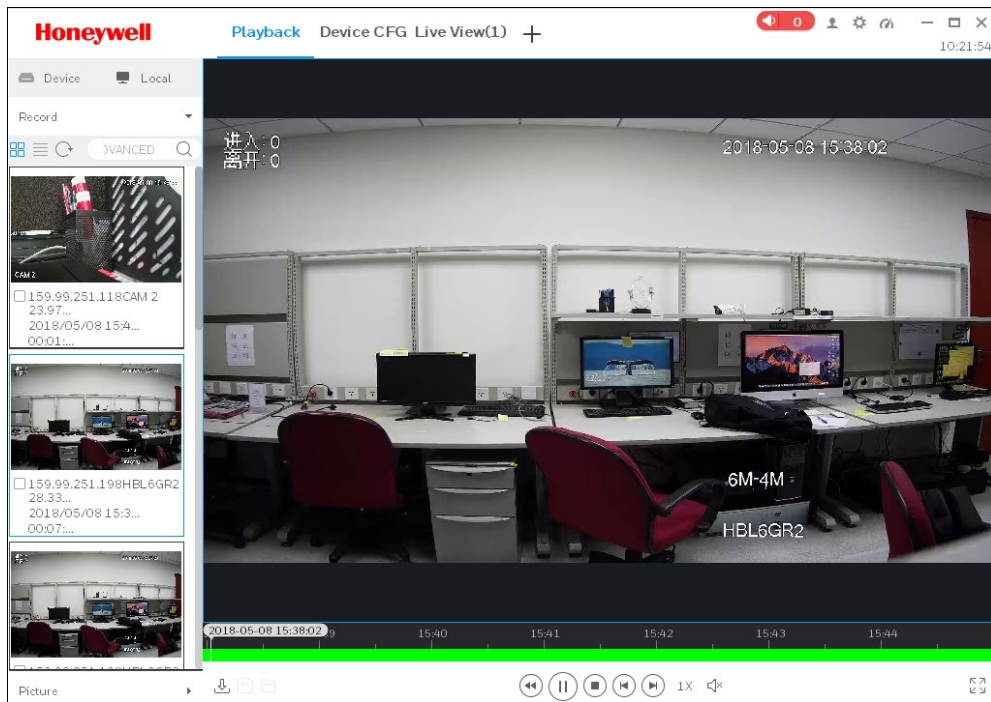 Honeywell
Playback Device CFG Live View(1)
0
10:21:54
Device Local
Record
OVANCED
CAM 2
159.99.251.118CAM 2
23.97...
2018/05/08 15:4...
00:01:...
159.99.251.198HBL6GR2
28.33...
2018/05/08 15:3...
00:07:...
Picture
进入:0
离开:0
2018-05-08 15:38:02
6M-4M
HBL6GR2
2018-05-08 15:38:02
15:40 15:41 15:42 15:43 15:44
1X